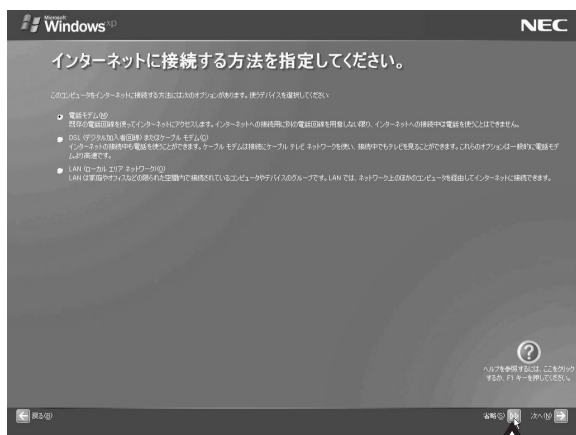 Microsoft
Windows xp
NEC
インターネットに接続する方法を指定してください。
このコンピュータをインターネットに接続する方法には次のオプションがあります。使うデバイスを選択してください:
電話モデム(M)
既存の電話回線を使ってインターネットにアクセスします。インターネットへの接続用に別の電話回線を用意しない限り、インターネットへの接続中は電話を使うことはできません。
DSL (デジタル加入者回線) またはケーブル モデム(C)
インターネットの接続中も電話を使うことができます。ケーブル モデムは接続にケーブル テレビ ネットワークを使い、接続中でもテレビを見ることができます。これらのオプションは一般的に電話モデ
ムより高速です。
LAN (ローカル エリア ネットワーク)(O)
LAN は家庭やオフィスなどの限られた空間内で接続されているコンピュータやデバイスのグループです。LAN では、ネットワーク上のほかのコンピュータを経由してインターネットに接続できます。
ヘルプを参照するには、ここをクリック
するか、F1 キーを押してください。
戻る(B)
省略(S)
次へ(N)